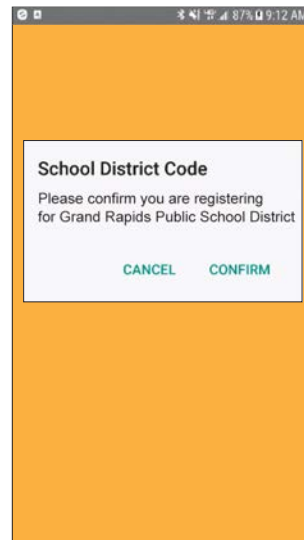 87% 9:12 AM
School District Code
Please confirm you are registering
for Grand Rapids Public School District
CANCEL CONFIRM